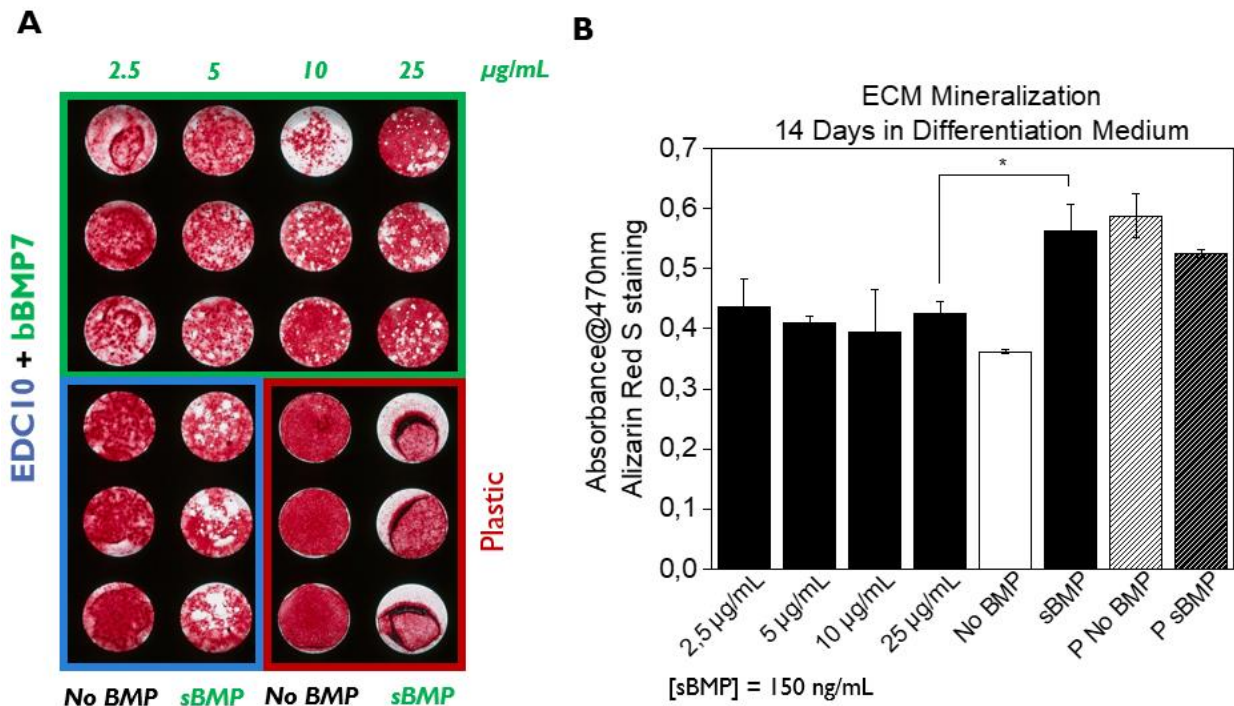 A
2.5 5 10 25 µg/mL
EDC10 + bBMP7
Plastic
No BMP sBMP No BMP sBMP
B
ECM Mineralization
14 Days in Differentiation Medium
*
Absorbance@470nm
Alizarin Red S staining
0,7
0,6
0,5
0,4
0,3
0,2
0,1
0,0
2,5 µg/mL
5 µg/mL
10 µg/mL
25 µg/mL
No BMP
sBMP
P No BMP
P sBMP
[sBMP] = 150 ng/mL